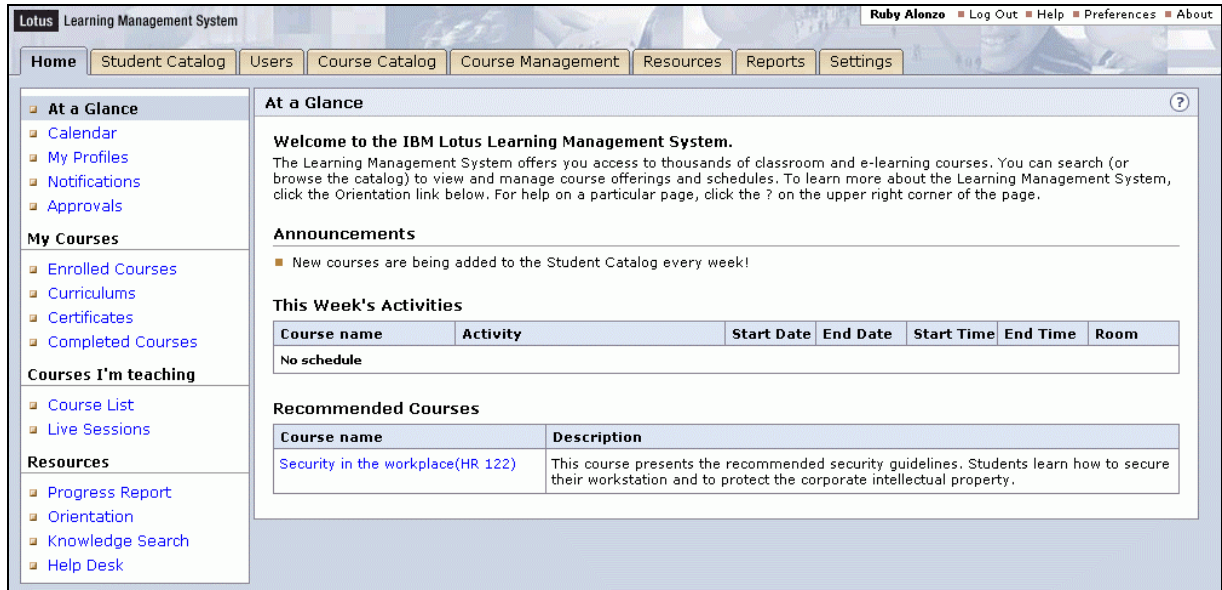 Lotus Learning Management System
Ruby Alonzo Log Out Help Preferences About
Home Student Catalog Users Course Catalog Course Management Resources Reports Settings
At a Glance
Calendar
My Profiles
Notifications
Approvals
My Courses
Enrolled Courses
Curriculums
Certificates
Completed Courses
Courses I'm teaching
Course List
Live Sessions
Resources
Progress Report
Orientation
Knowledge Search
Help Desk
At a Glance ?
Welcome to the IBM Lotus Learning Management System.
The Learning Management System offers you access to thousands of classroom and e-learning courses. You can search (or
browse the catalog) to view and manage course offerings and schedules. To learn more about the Learning Management System,
click the Orientation link below. For help on a particular page, click the ? on the upper right corner of the page.
Announcements
New courses are being added to the Student Catalog every week!
This Week's Activities
Course name Activity Start Date End Date Start Time End Time Room
No schedule
Recommended Courses
Course name Description
Security in the workplace(HR 122) This course presents the recommended security guidelines. Students learn how to secure
their workstation and to protect the corporate intellectual property.